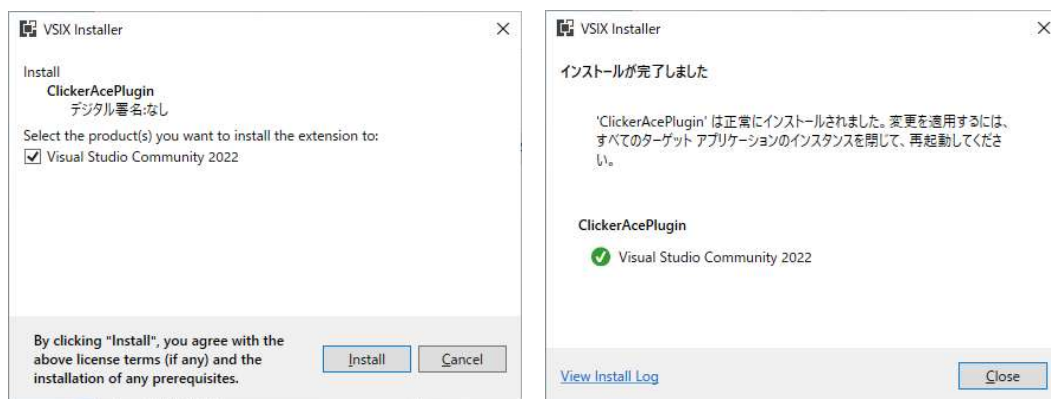 VSIX Installer
Install
ClickerAcePlugin
デジタル署名:なし
Select the product(s) you want to install the extension to:
Visual Studio Community 2022
By clicking "Install", you agree with the
above license terms (if any) and the
installation of any prerequisites.
Install
Cancel
VSIX Installer
インストールが完了しました
'ClickerAcePlugin' は正常にインストールされました。変更を適用するには、
すべてのターゲット アプリケーションのインスタンスを閉じて、再起動してくださ
い。
ClickerAcePlugin
Visual Studio Community 2022
View Install Log
Close